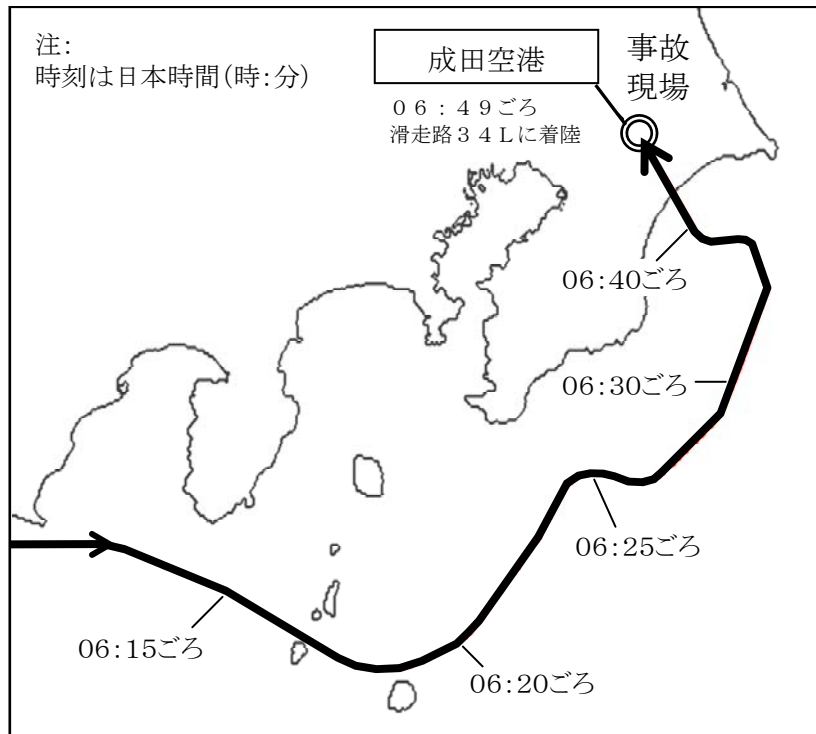 注：
時刻は日本時間（時：分）
成田空港
事故
現場
０６：４９ごろ
滑走路３４Ｌに着陸
06：40ごろ
06：30ごろ
06：25ごろ
06：15ごろ
06：20ごろ